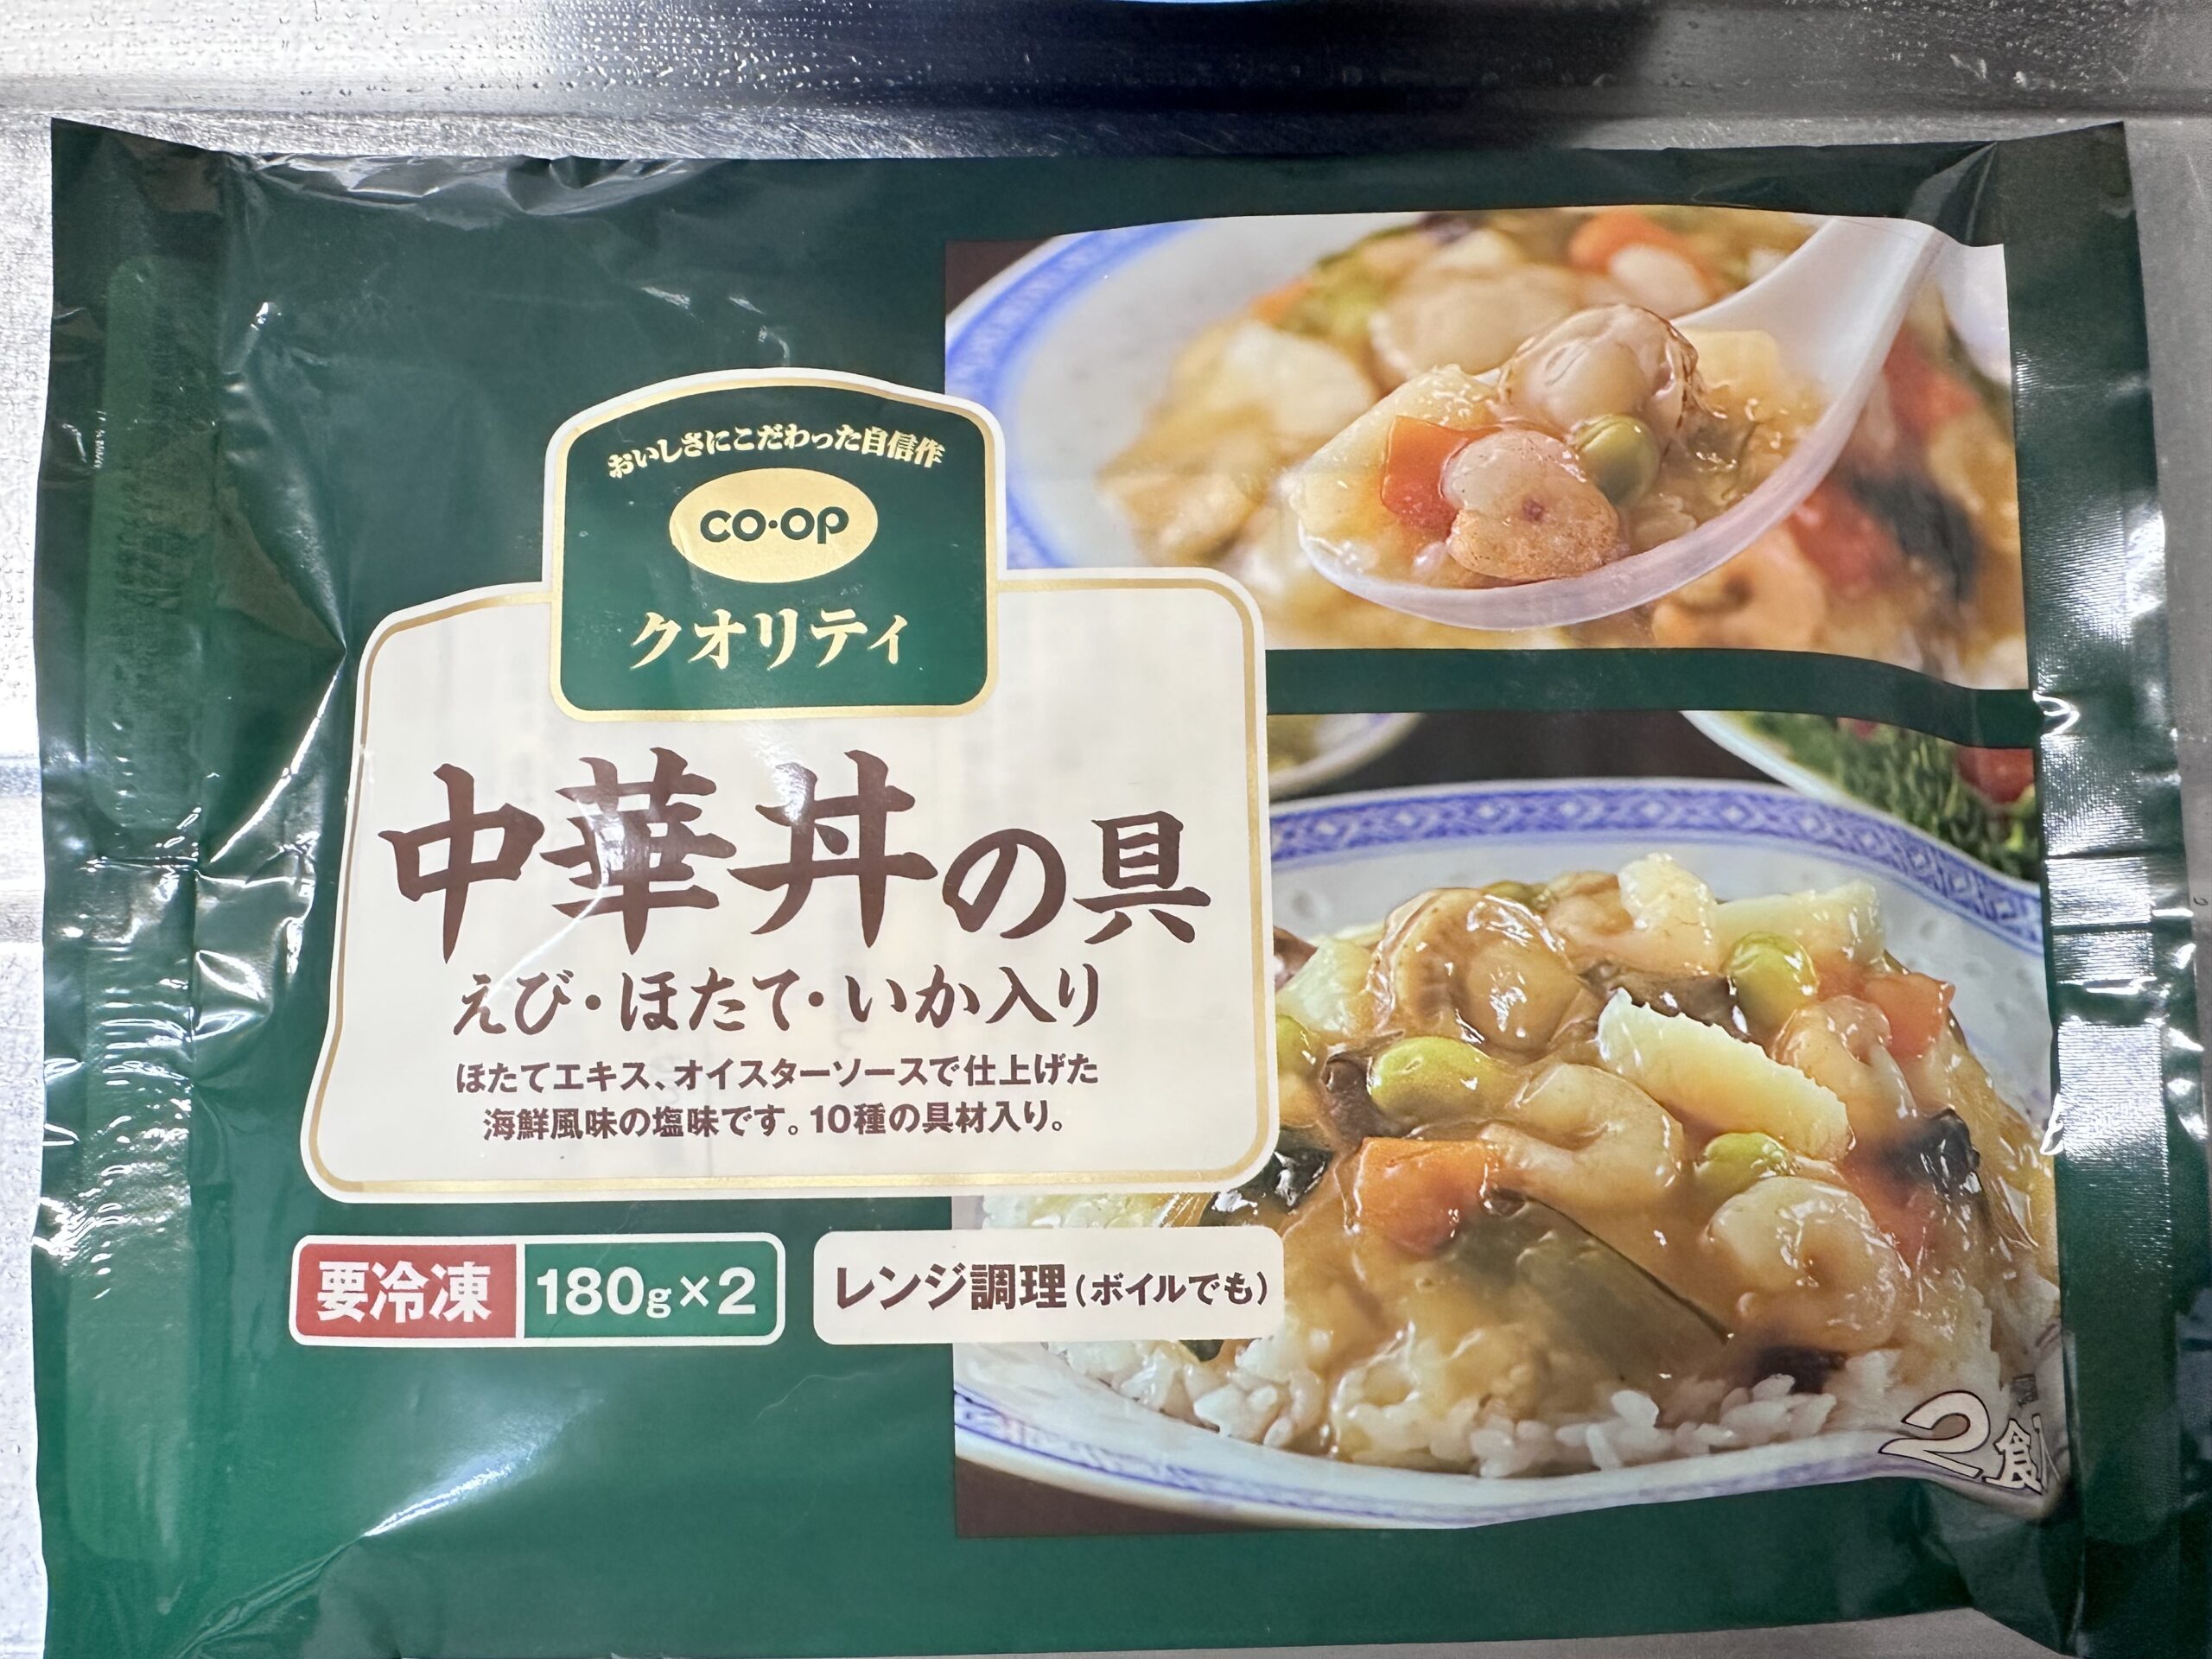 おいしさにこだわった自信作
CO·OP
クオリティ
中華丼の具
えび・ほたて・いか入り
ほたてエキス、オイスターソースで仕上げた
海鮮風味の塩味です。10種の具材入り。
要冷凍 180g×2
レンジ調理（ボイルでも）
2食